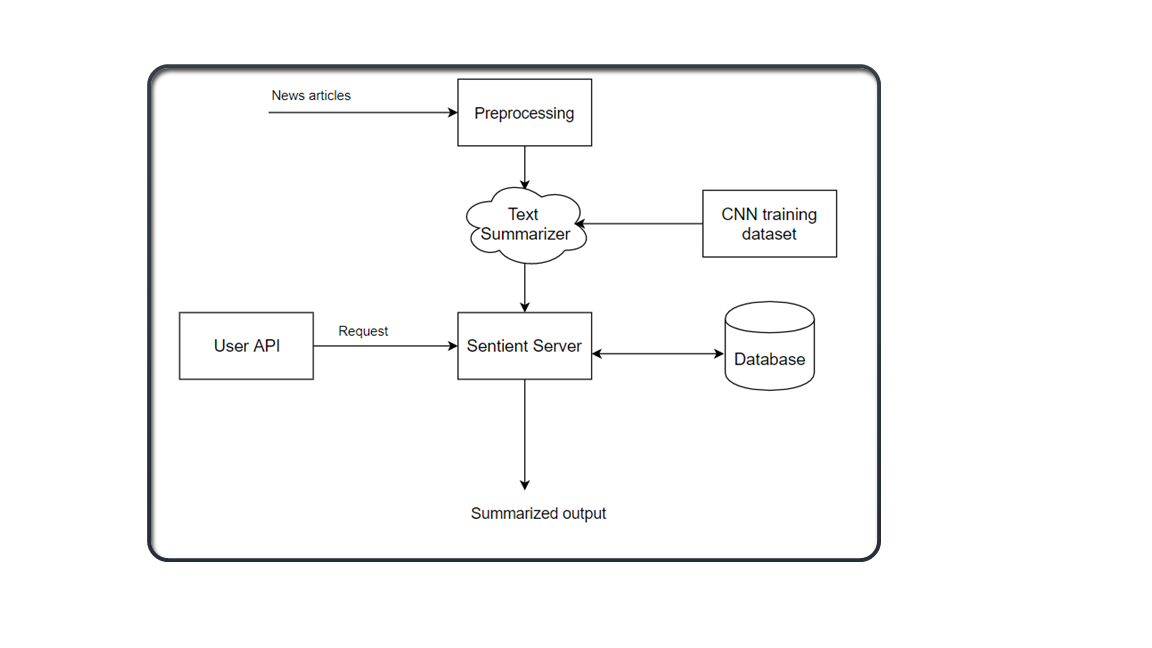 News articles
Preprocessing
Text
Summarizer
CNN training
dataset
User API
Request
Sentient Server
Database
Summarized output